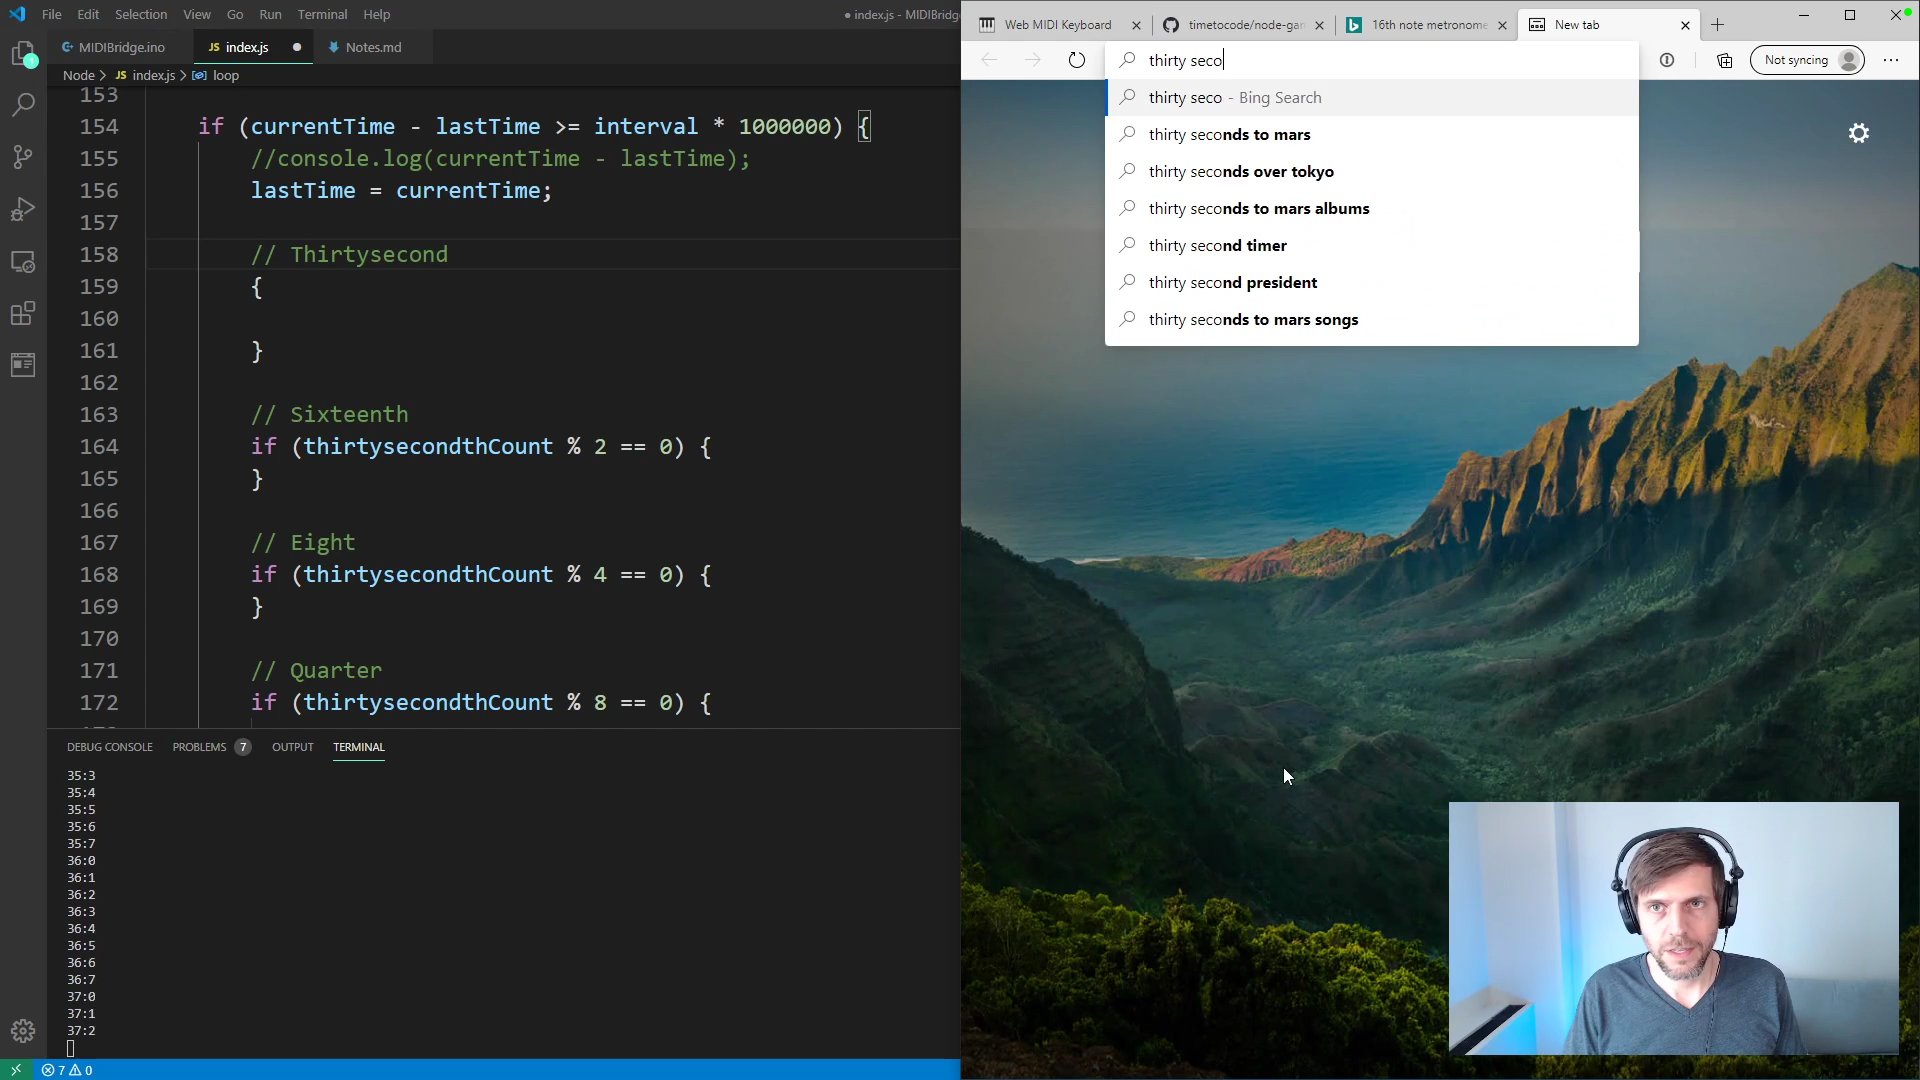 File Edit Selection View Go Run Terminal Help
● index.js - MIDIBridg
MIDIBridge.ino
JS index.js ●
Notes.md
Node > JS index.js > loop
153
154 if (currentTime - lastTime >= interval * 1000000) {
155 //console.log(currentTime - lastTime);
156 lastTime = currentTime;
157
158 // Thirtysecond
159 {
160
161 }
162
163 // Sixteenth
164 if (thirtysecondthCount % 2 == 0) {
165 }
166
167 // Eight
168 if (thirtysecondthCount % 4 == 0) {
169 }
170
171 // Quarter
172 if (thirtysecondthCount % 8 == 0) {
DEBUG CONSOLE PROBLEMS 7 OUTPUT TERMINAL
35:3
35:4
35:5
35:6
35:7
36:0
36:1
36:2
36:3
36:4
36:5
36:6
36:7
37:0
37:1
37:2
7 0
Web MIDI Keyboard
timetocode/node-gam
16th note metronome
New tab
thirty seco
Not syncing
thirty seco - Bing Search
thirty seconds to mars
thirty seconds over tokyo
thirty seconds to mars albums
thirty second timer
thirty second president
thirty seconds to mars songs